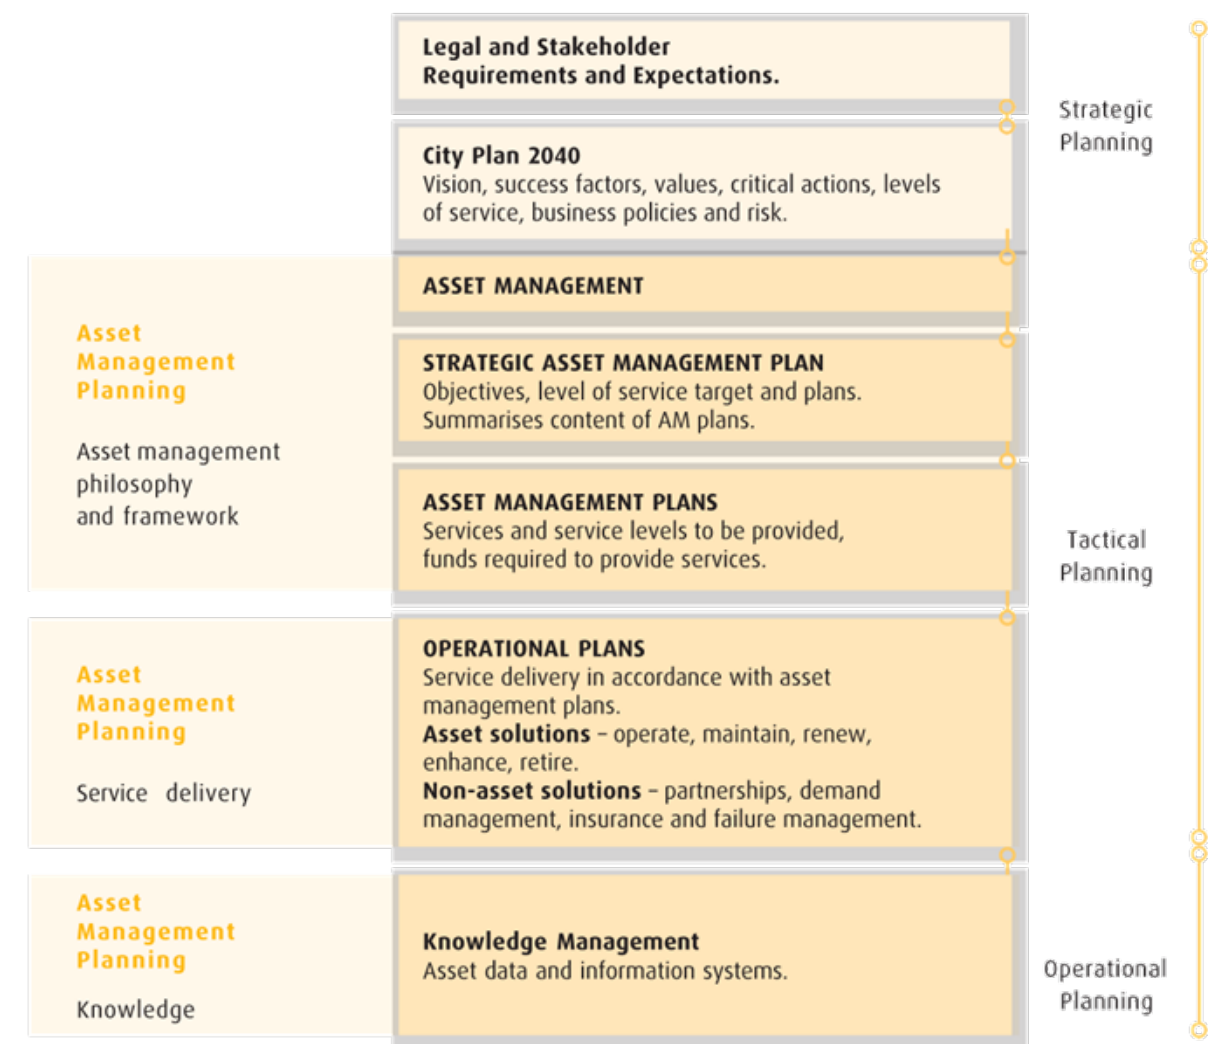 Legal and Stakeholder
Requirements and Expectations.
Strategic
Planning
City Plan 2040
Vision, success factors, values, critical actions, levels
of service, business policies and risk.
Asset
Management
Planning
Asset management
philosophy
and framework
ASSET MANAGEMENT
STRATEGIC ASSET MANAGEMENT PLAN
Objectives, level of service target and plans.
Summarises content of AM plans.
ASSET MANAGEMENT PLANS
Services and service levels to be provided,
funds required to provide services.
Tactical
Planning
Asset
Management
Planning
Service delivery
OPERATIONAL PLANS
Service delivery in accordance with asset
management plans.
Asset solutions – operate, maintain, renew,
enhance, retire.
Non-asset solutions – partnerships, demand
management, insurance and failure management.
Asset
Management
Planning
Knowledge
Knowledge Management
Asset data and information systems.
Operational
Planning